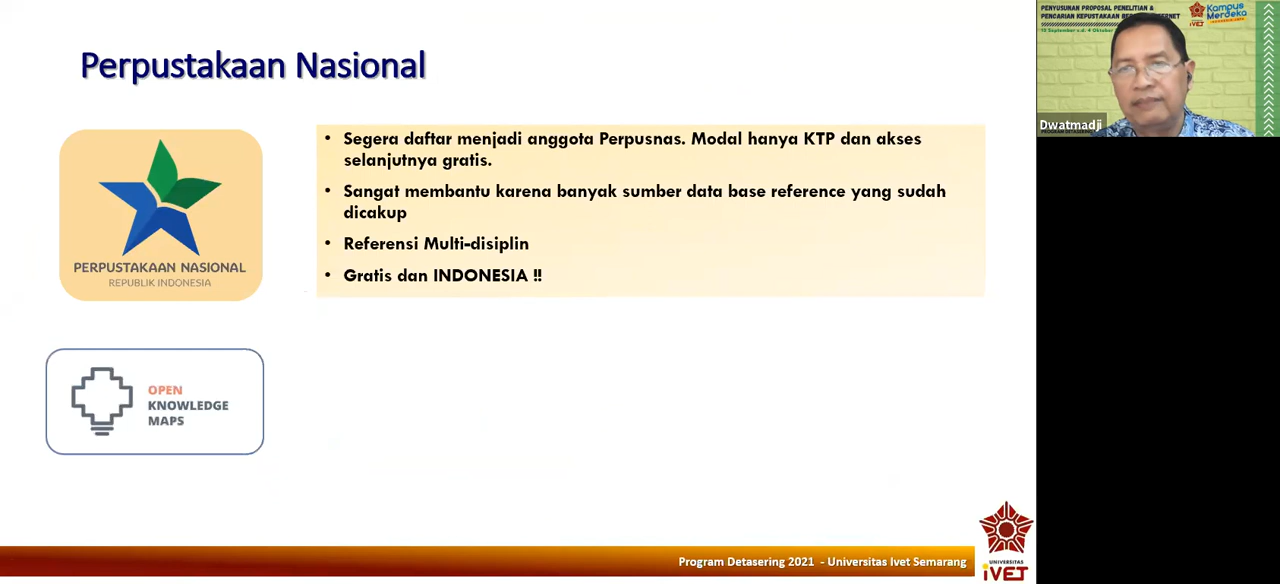 Perpustakaan Nasional
PERPUSTAKAAN NASIONAL
REPUBLIK INDONESIA
• Segera daftar menjadi anggota Perpusnas. Modal hanya KTP dan akses
selanjutnya gratis.
• Sangat membantu karena banyak sumber data base reference yang sudah
dicakup
• Referensi Multi-disiplin
• Gratis dan INDONESIA !!
OPEN
KNOWLEDGE
MAPS
Program Detasering 2021 - Universitas Ivet Semarang
UNIVERSITAS
iVET
PENYUSUNAN PROPOSAL PENELITIAN &
PENCARIAN KEPUSTAKAAN
Kampus
Merdeka
Dwatmadji